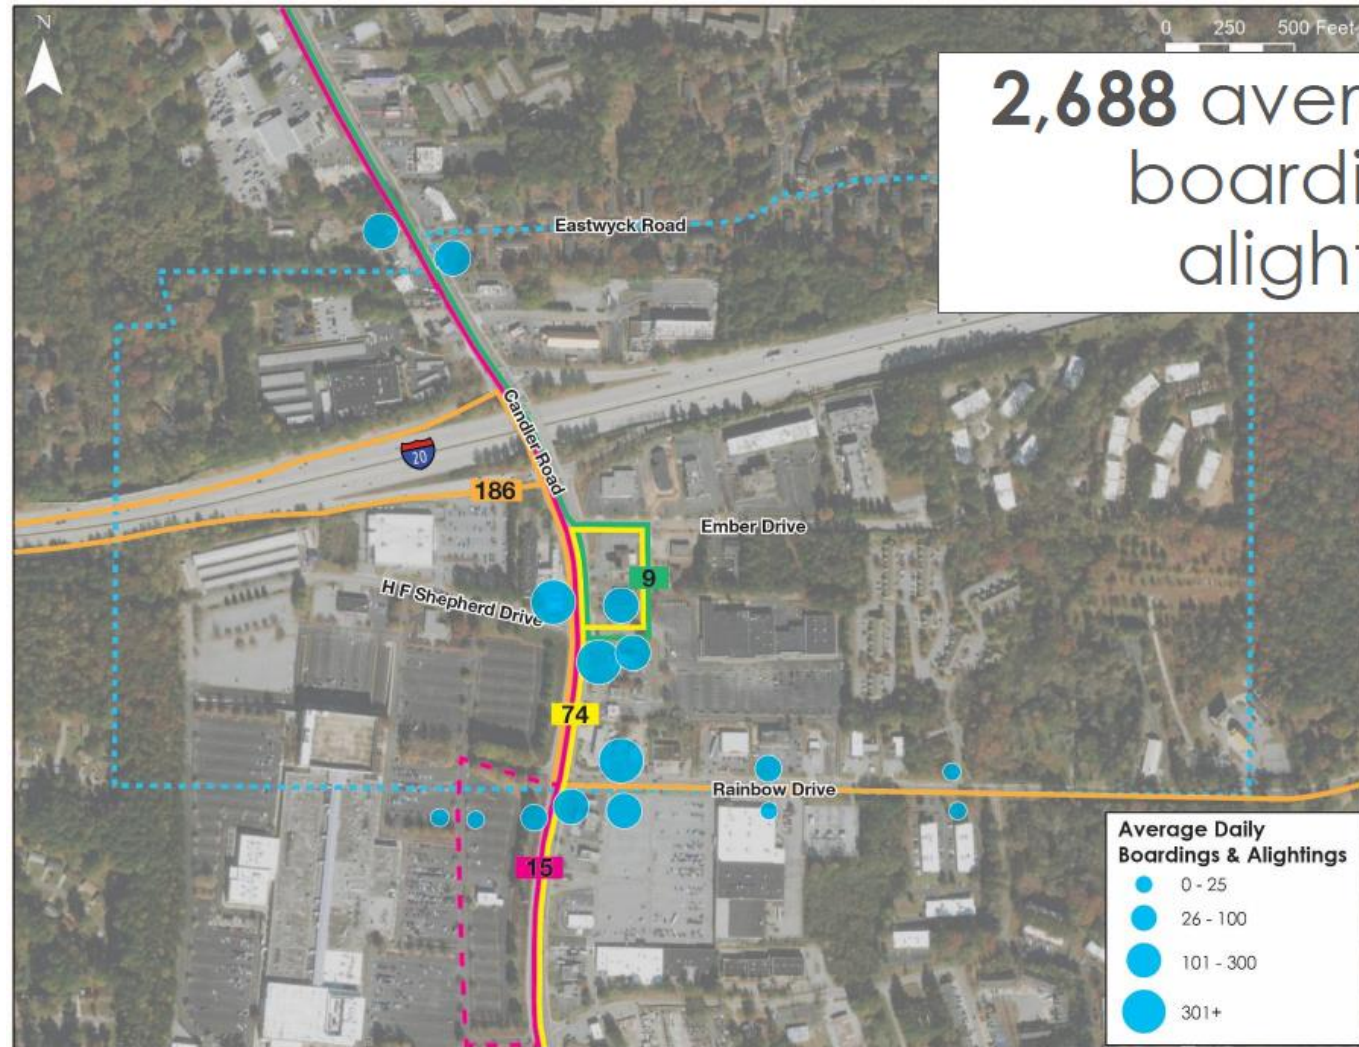 N
0 250 500 Feet
2,688 aver
boardi
alight
Eastwyck Road
Candler Road
20
186
Ember Drive
9
H F Shepherd Drive
74
Rainbow Drive
15
Average Daily
Boardings & Alightings
0 - 25
26 - 100
101 - 300
301+